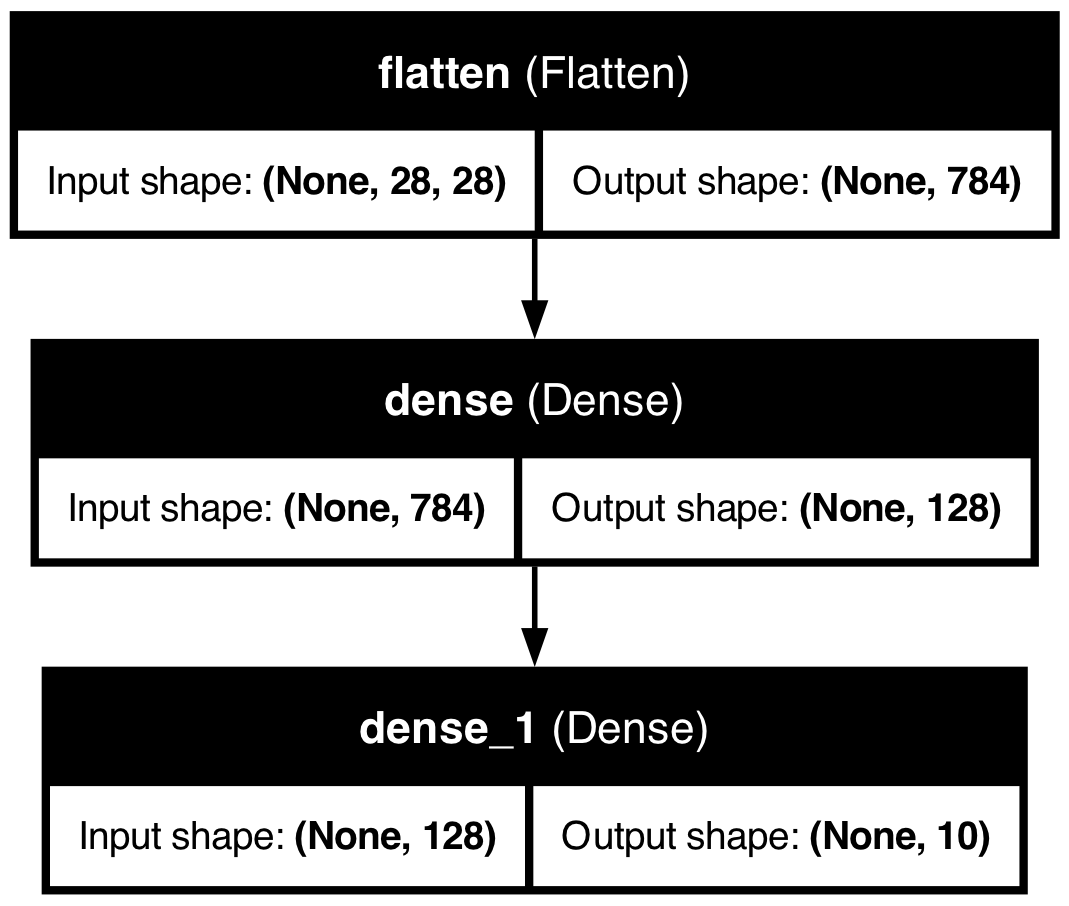 flatten (Flatten)
Input shape: (None, 28, 28)
Output shape: (None, 784)
dense (Dense)
Input shape: (None, 784)
Output shape: (None, 128)
dense_1 (Dense)
Input shape: (None, 128)
Output shape: (None, 10)